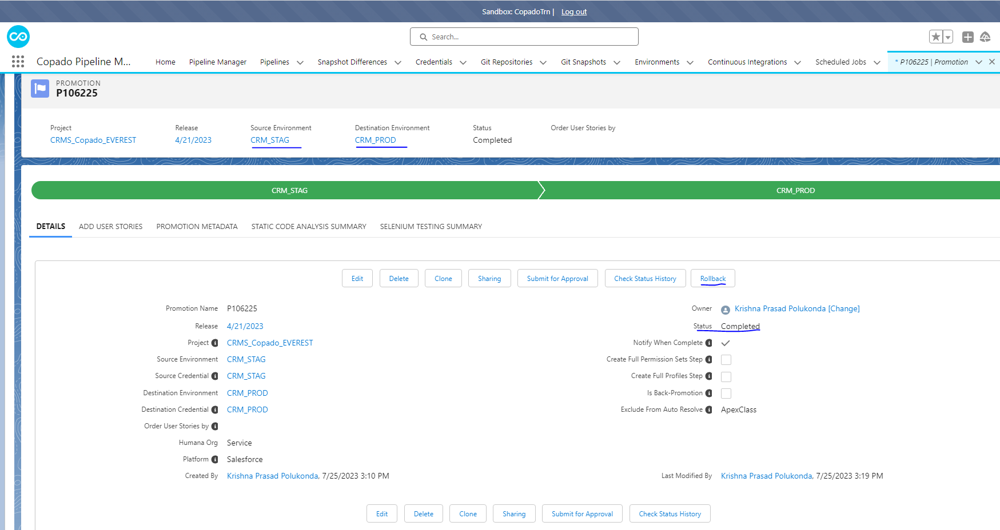 Sandbox: CopadoTrn | Log out
Search...
Copado Pipeline M... Home Pipeline Manager Pipelines Snapshot Differences Credentials Git Repositories Git Snapshots Environments Continuous Integrations Scheduled Jobs * P106225 | Promotion
PROMOTION
P106225
Project Release Source Environment Destination Environment Status Order User Stories by
CRMS_Copado_EVEREST 4/21/2023 CRM_STAG CRM_PROD Completed
CRM_STAG CRM_PROD
DETAILS ADD USER STORIES PROMOTION METADATA STATIC CODE ANALYSIS SUMMARY SELENIUM TESTING SUMMARY
Edit Delete Clone Sharing Submit for Approval Check Status History Rollback
Promotion Name P106225 Owner Krishna Prasad Polukonda [Change]
Release 4/21/2023 Status Completed
Project CRMS_Copado_EVEREST Notify When Complete
Source Environment CRM_STAG Create Full Permission Sets Step
Source Credential CRM_STAG Create Full Profiles Step
Destination Environment CRM_PROD Is Back-Promotion
Destination Credential CRM_PROD Exclude From Auto Resolve ApexClass
Order User Stories by
Humana Org Service
Platform Salesforce
Created By Krishna Prasad Polukonda, 7/25/2023 3:10 PM Last Modified By Krishna Prasad Polukonda, 7/25/2023 3:19 PM
Edit Delete Clone Sharing Submit for Approval Check Status History